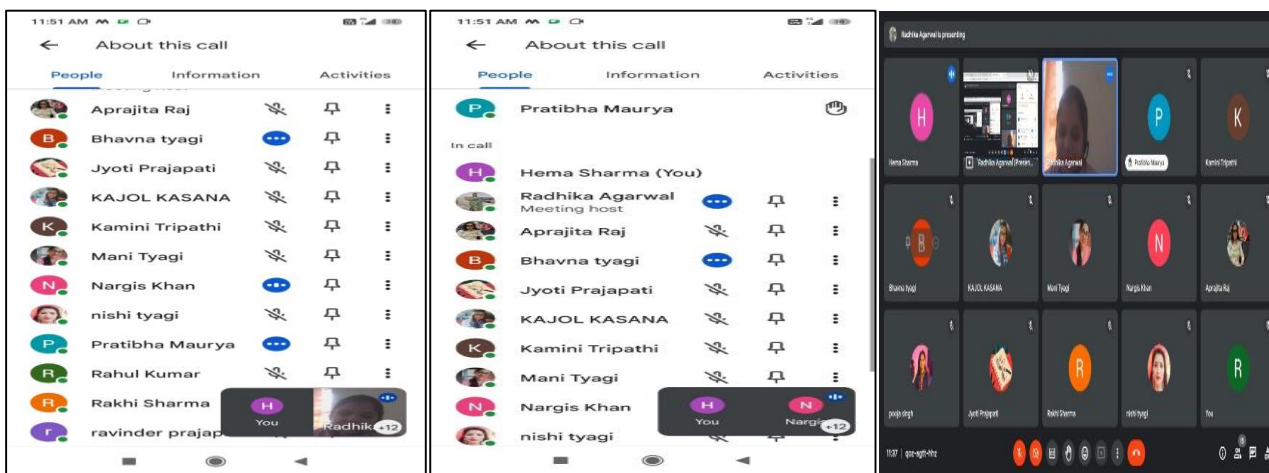 11:51 AM
About this call
People Information Activities
Aprajita Raj
B Bhavna tyagi
Jyoti Prajapati
KAJOL KASANA
K Kamini Tripathi
Mani Tyagi
N Nargis Khan
nishi tyagi
P Pratibha Maurya
R Rahul Kumar
R Rakhi Sharma
r ravinder prajap
H
You
Radhik
+12
11:51 AM
About this call
People Information Activities
P Pratibha Maurya
In call
H Hema Sharma (You)
Radhika Agarwal
Meeting host
Aprajita Raj
B Bhavna tyagi
Jyoti Prajapati
KAJOL KASANA
K Kamini Tripathi
Mani Tyagi
N Nargis Khan
nishi tyagi
H N
You Nargis
+12
Radhika Agarwal is presenting
H P K
Hema Sharma Radhika Agarwal (Presen... Radhika Agarwal Pratibha Maurya Kamini Tripathi
B N
Bhavna tyagi KAJOL KASANA Mani Tyagi Nargis Khan Aprajita Raj
R R
pooja singh Jyoti Prajapati Rakhi Sharma nishi tyagi You
11:37